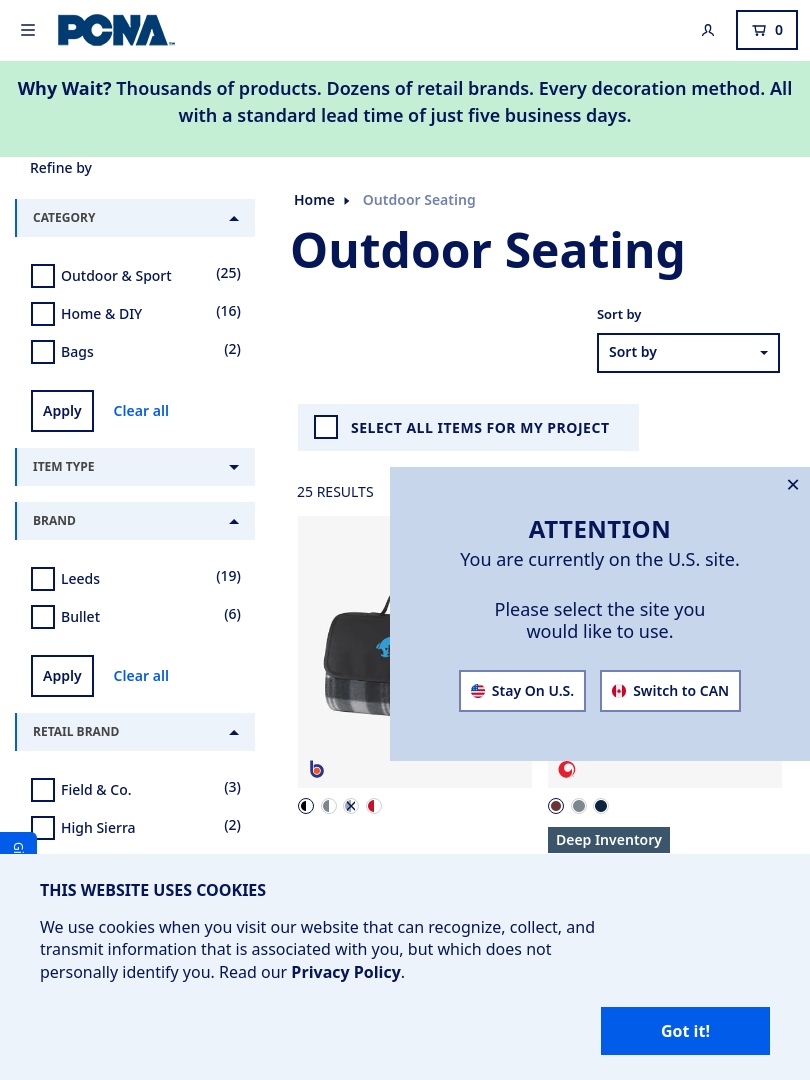 PCNA
0
Why Wait? Thousands of products. Dozens of retail brands. Every decoration method. All
with a standard lead time of just five business days.
Refine by
CATEGORY
Outdoor & Sport (25)
Home & DIY (16)
Bags (2)
Apply Clear all
ITEM TYPE
BRAND
Leeds (19)
Bullet (6)
Apply Clear all
RETAIL BRAND
Field & Co. (3)
High Sierra (2)
Home Outdoor Seating
Outdoor Seating
Sort by
Sort by
SELECT ALL ITEMS FOR MY PROJECT
25 RESULTS
ATTENTION
You are currently on the U.S. site.
Please select the site you
would like to use.
Stay On U.S. Switch to CAN
b
Deep Inventory
THIS WEBSITE USES COOKIES
We use cookies when you visit our website that can recognize, collect, and
transmit information that is associated with you, but which does not
personally identify you. Read our Privacy Policy.
Got it!